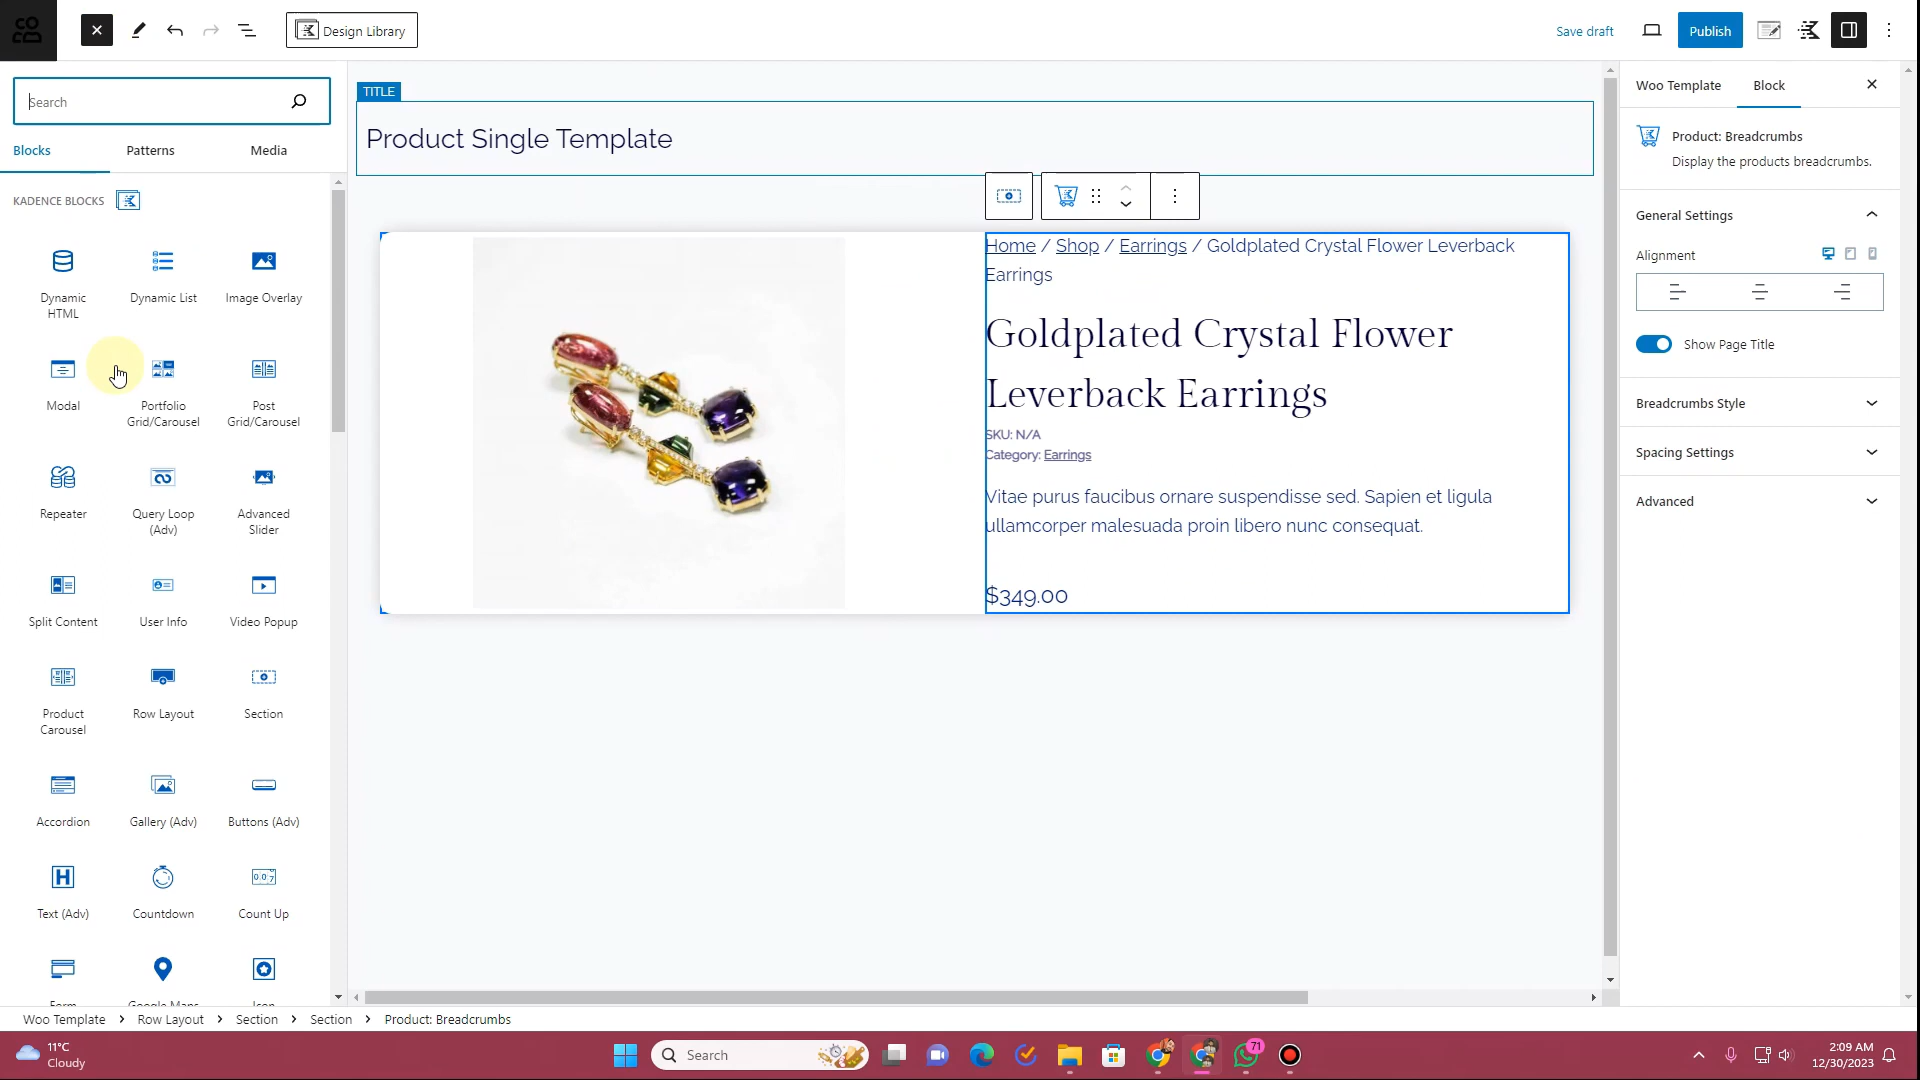 Design Library
Save draft
Publish
Search
Blocks
Patterns
Media
KADENCE BLOCKS
Dynamic
HTML
Dynamic List
Image Overlay
Modal
Portfolio
Grid/Carousel
Post
Grid/Carousel
Repeater
Query Loop
(Adv)
Advanced
Slider
Split Content
User Info
Video Popup
Product
Carousel
Row Layout
Section
Accordion
Gallery (Adv)
Buttons (Adv)
Text (Adv)
Countdown
Count Up
Form
Google Maps
Icon
TITLE
Product Single Template
Home / Shop / Earrings / Goldplated Crystal Flower Leverback
Earrings
Goldplated Crystal Flower
Leverback Earrings
SKU: N/A
Category: Earrings
Vitae purus faucibus ornare suspendisse sed. Sapien et ligula
ullamcorper malesuada proin libero nunc consequat.
$349.00
Woo Template
Block
Product: Breadcrumbs
Display the products breadcrumbs.
General Settings
Alignment
Show Page Title
Breadcrumbs Style
Spacing Settings
Advanced
Woo Template
Row Layout
Section
Section
Product: Breadcrumbs
11°C
Cloudy
Search
71
2:09 AM
12/30/2023